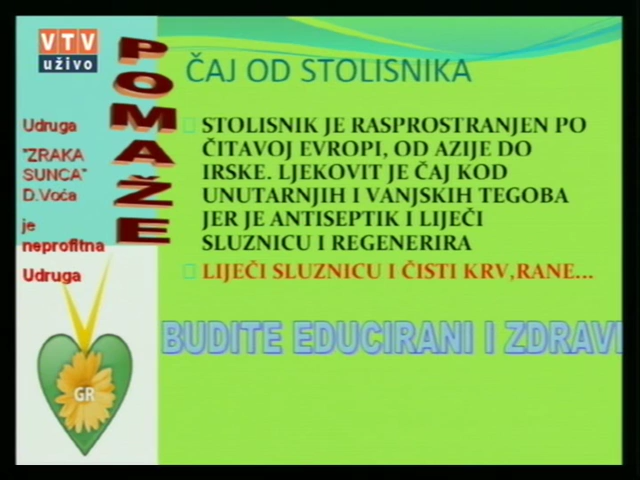 VTV
uživo
POMAŽE
Udruga
"ZRAKA
SUNCA"
D.Voća
je
neprofitna
Udruga
GR
ČAJ OD STOLISNIKA
STOLISNIK JE RASPROSTRANJEN PO
ČITAVOJ EVROPI, OD AZIJE DO
IRSKE. LJEKOVIT JE ČAJ KOD
UNUTARNJIH I VANJSKIH TEGOBA
JER JE ANTISEPTIK I LIJEČI
SLUZNICU I REGENERIRA
LIJEČI SLUZNICU I ČISTI KRV,RANE...
BUDITE EDUCIRANI I ZDRAVI